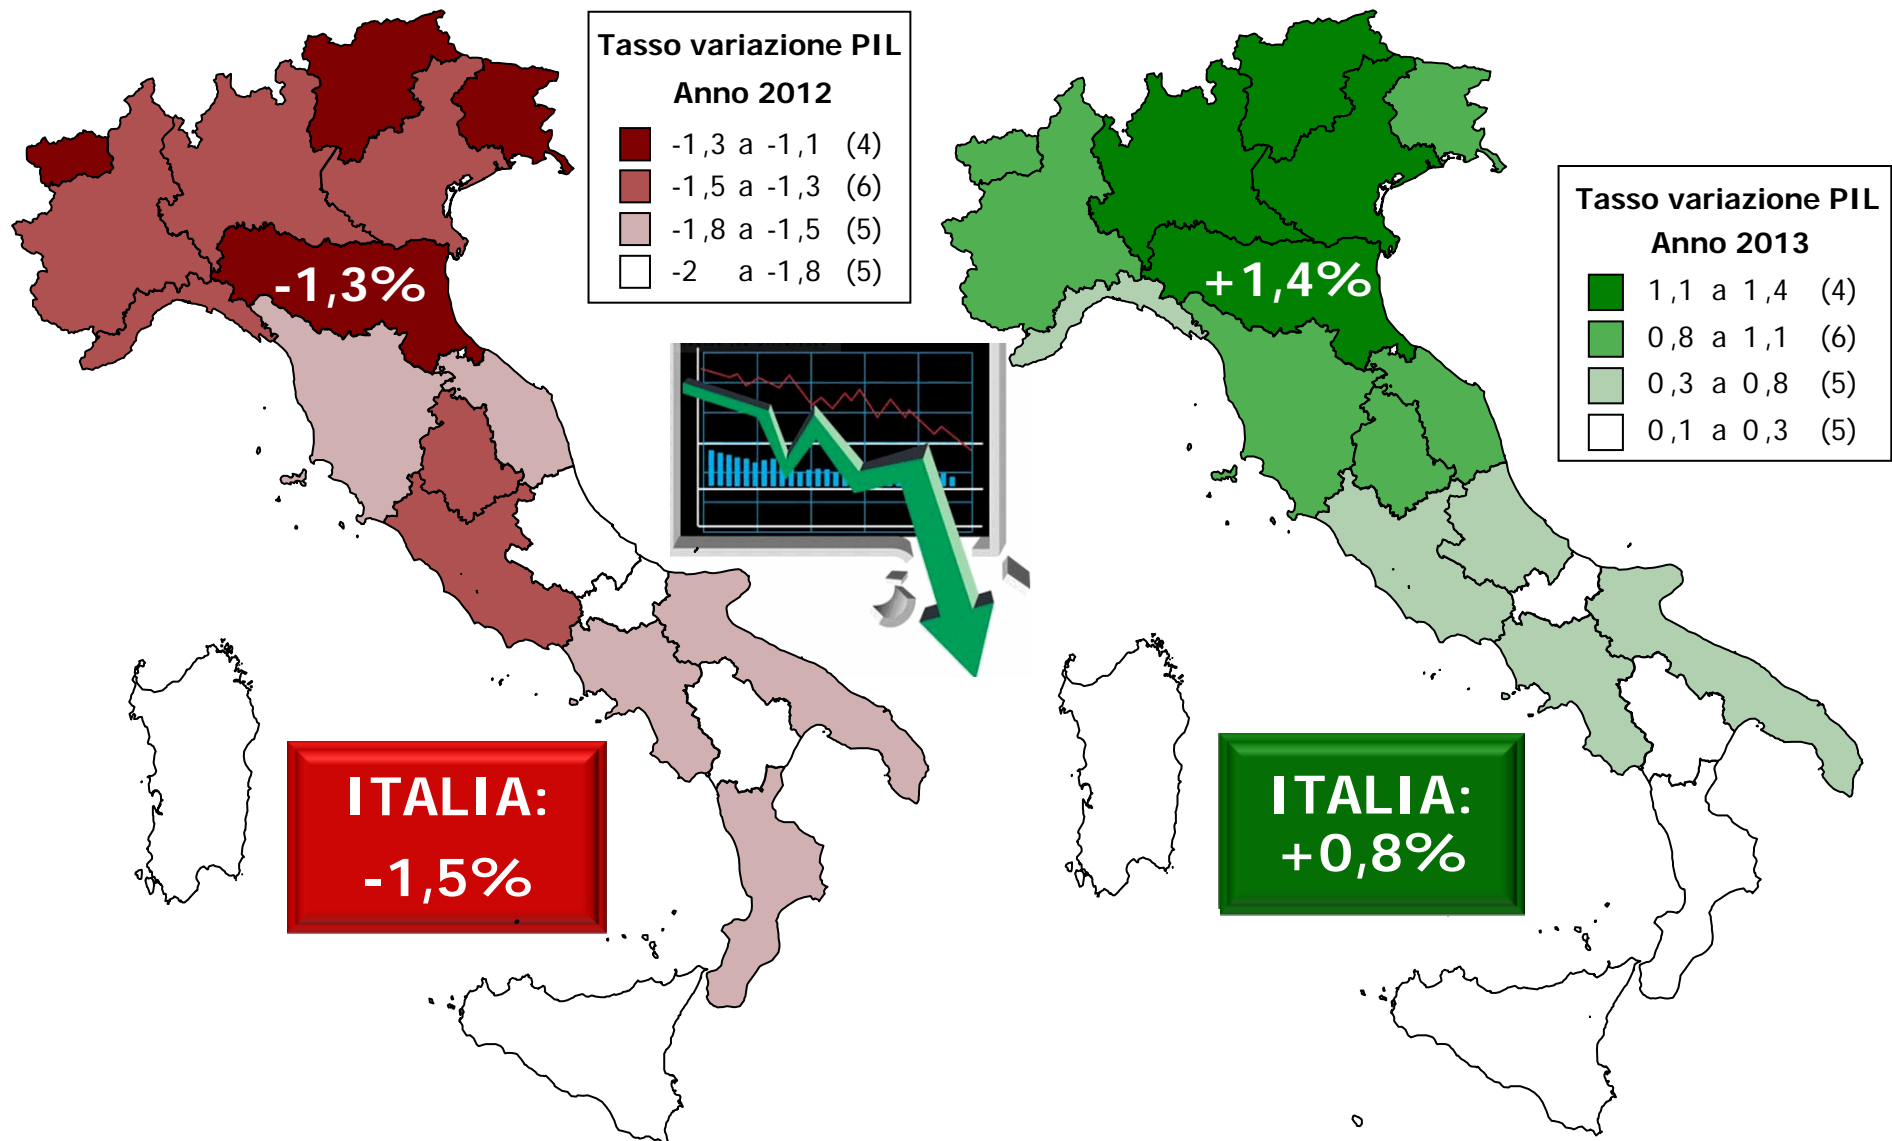 Tasso variazione PIL
Anno 2012
-1,3 a -1,1 (4)
-1,5 a -1,3 (6)
-1,8 a -1,5 (5)
-2 a -1,8 (5)
-1,3%
ITALIA:
-1,5%
Tasso variazione PIL
Anno 2013
1,1 a 1,4 (4)
0,8 a 1,1 (6)
0,3 a 0,8 (5)
0,1 a 0,3 (5)
+1,4%
ITALIA:
+0,8%